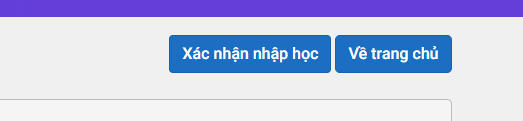 Xác nhận nhập học Về trang chủ